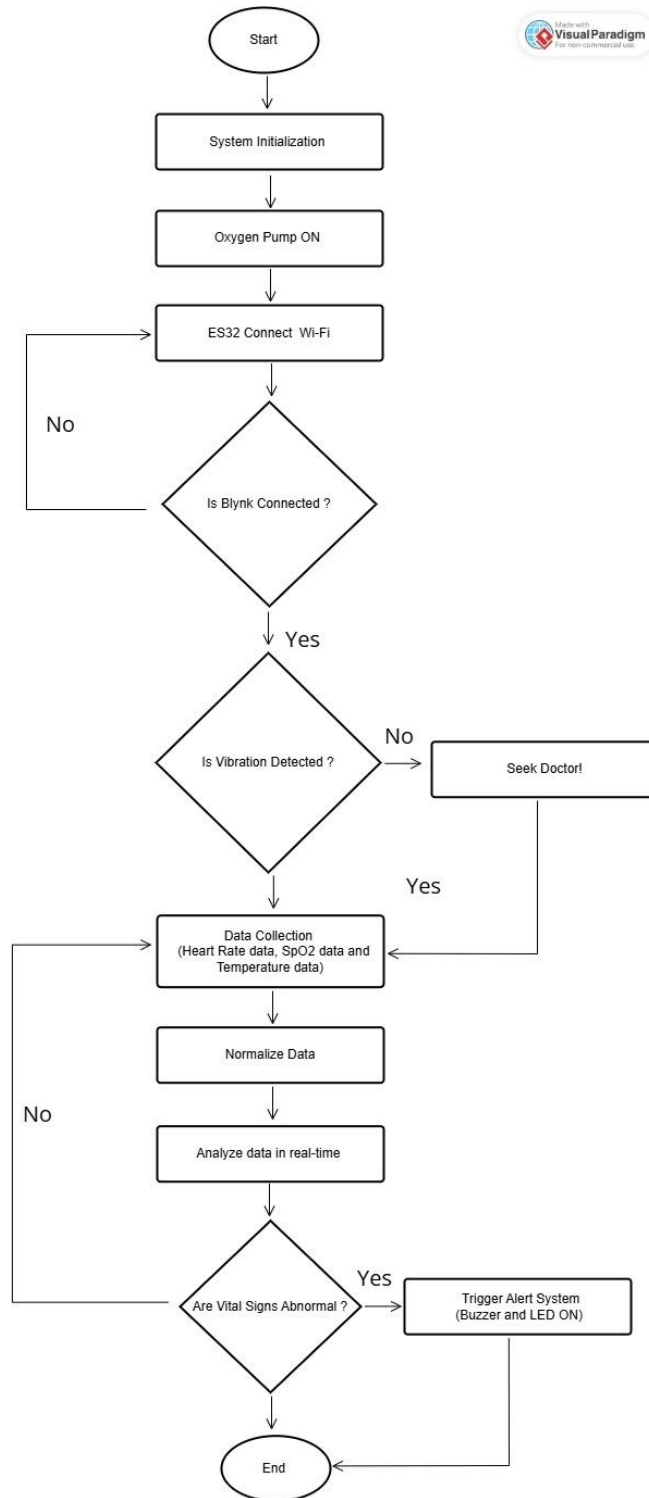 Start
Made with
VisualParadigm
For non-commercial use
System Initialization
Oxygen Pump ON
ES32 Connect Wi-Fi
No
Is Blynk Connected ?
Yes
Is Vibration Detected ?
No
Seek Doctor!
Yes
Data Collection
(Heart Rate data, SpO2 data and
Temperature data)
Normalize Data
No
Analyze data in real-time
Are Vital Signs Abnormal ?
Yes
Trigger Alert System
(Buzzer and LED ON)
End